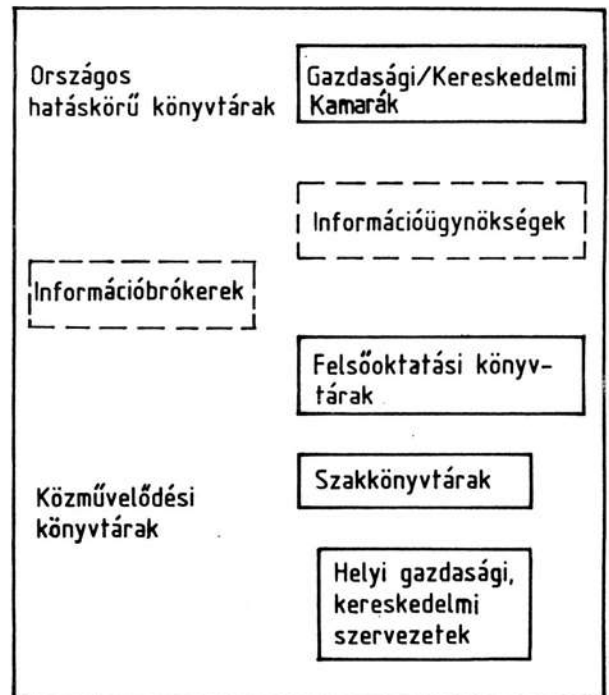 Országos
hatáskörű könyvtárak
Gazdasági/Kereskedelmi
Kamarák
Információügynökségek
Információbrókerek
Felsőoktatási könyv-
tárak
Szakkönyvtárak
Közművelődési
könyvtárak
Helyi gazdasági,
kereskedelmi
szervezetek